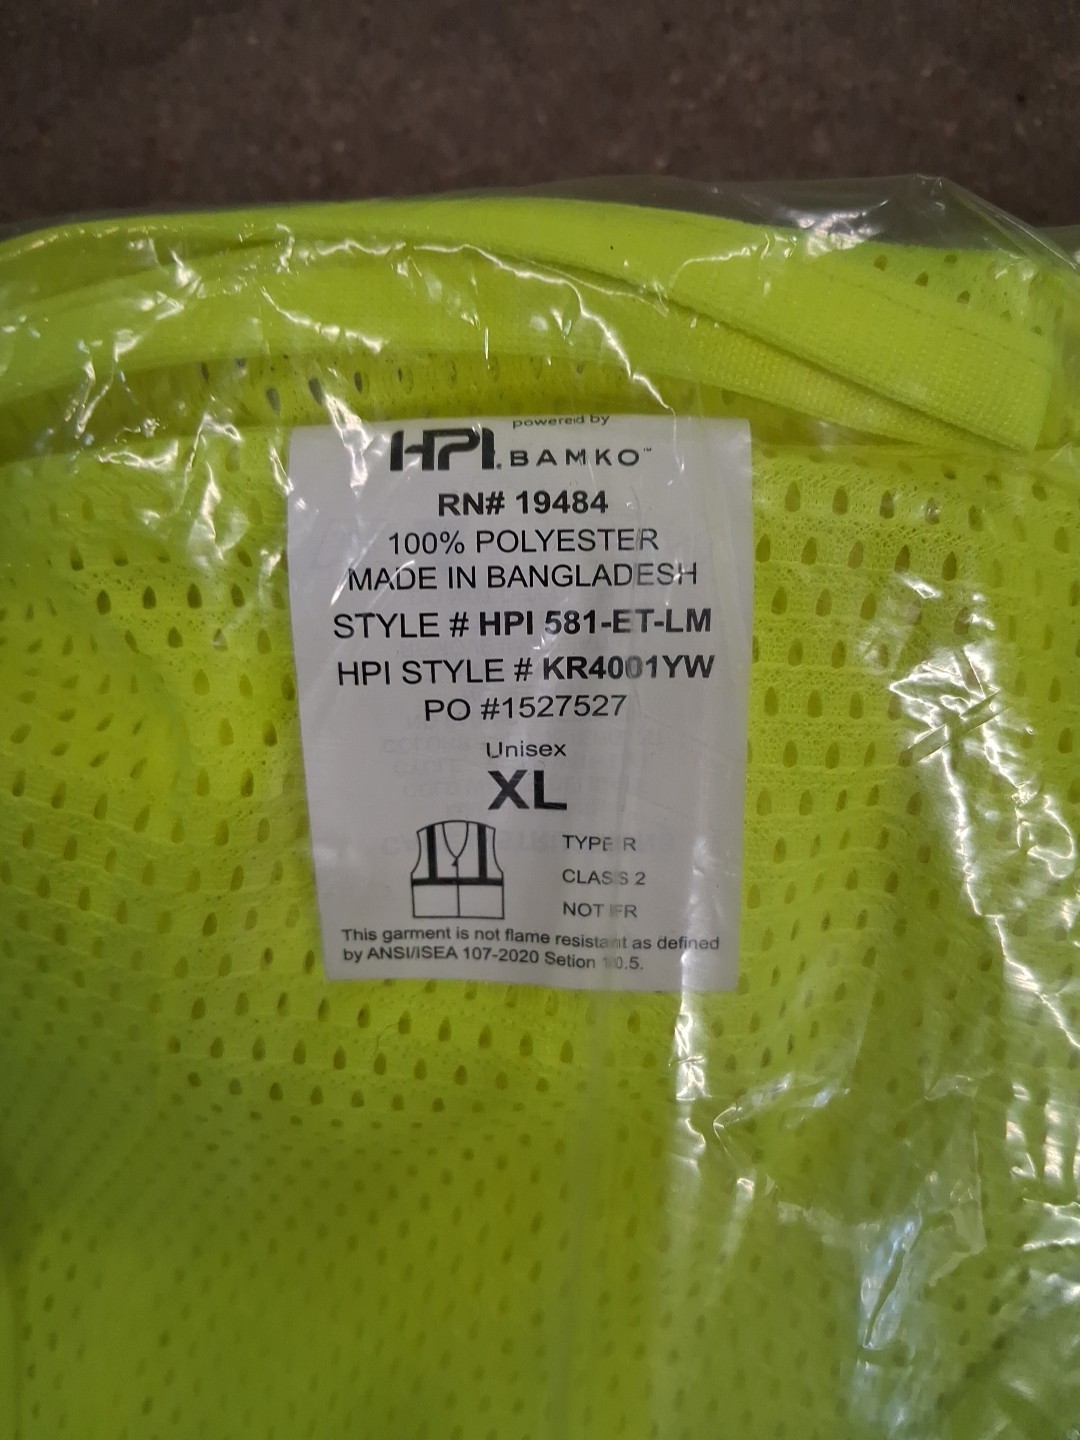 powered by
HPI. BAMKO™
RN# 19484
100% POLYESTER
MADE IN BANGLADESH
STYLE # HPI 581-ET-LM
HPI STYLE # KR4001YW
PO #1527527
Unisex
XL
TYPE R
CLASS 2
NOT FR
This garment is not flame resistant as defined
by ANSI/ISEA 107-2020 Setion 10.5.